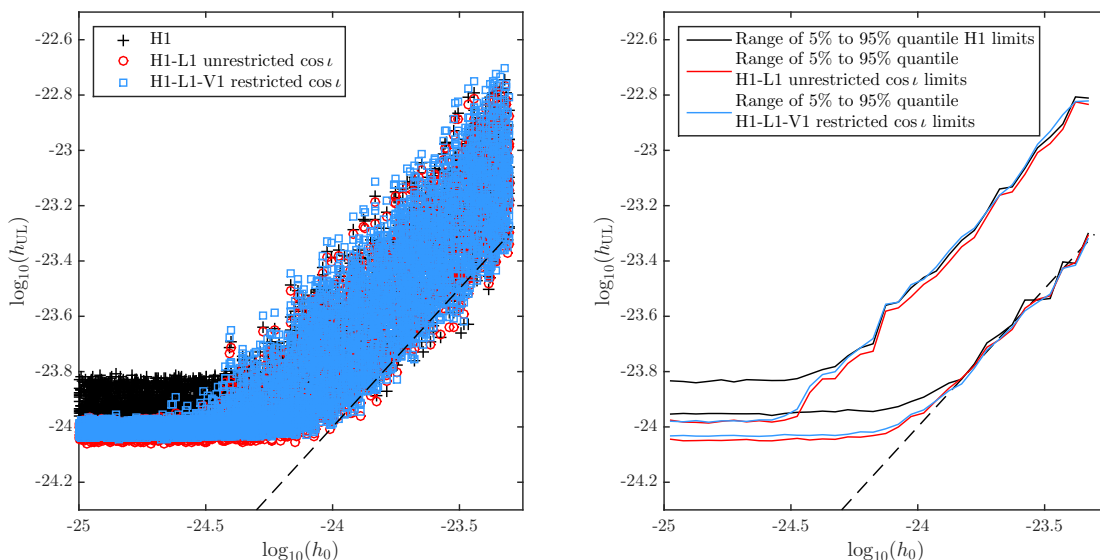 -22.6
-22.8
-23
-23.2
-23.4
-23.6
-23.8
-24
-24.2
log₁₀(h_UL)
H1
H1-L1 unrestricted cos ι
H1-L1-V1 restricted cos ι
-25
-24.5
-24
-23.5
log₁₀(h₀)
-22.6
-22.8
-23
-23.2
-23.4
-23.6
-23.8
-24
-24.2
log₁₀(h_UL)
Range of 5% to 95% quantile H1 limits
Range of 5% to 95% quantile
H1-L1 unrestricted cos ι limits
Range of 5% to 95% quantile
H1-L1-V1 restricted cos ι limits
-25
-24.5
-24
-23.5
log₁₀(h₀)